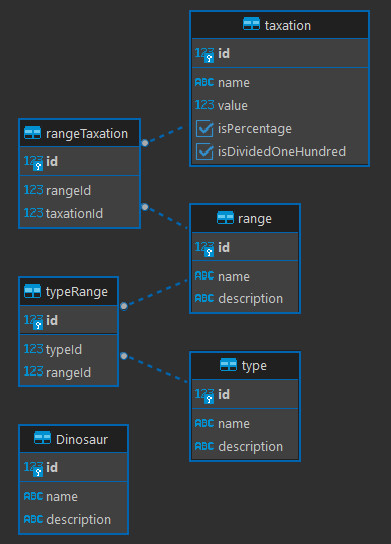 taxation
123 id
ABC name
123 value
isPercentage
isDividedOneHundred
rangeTaxation
123 id
123 rangeId
123 taxationId
range
123 id
ABC name
ABC description
typeRange
123 id
123 typeId
123 rangeId
type
123 id
ABC name
ABC description
Dinosaur
123 id
ABC name
ABC description